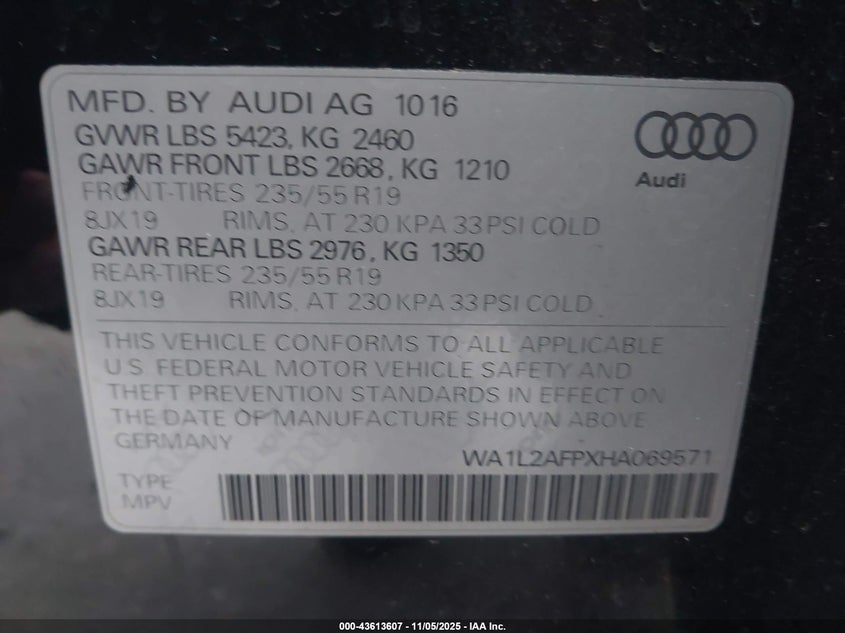 MFD. BY AUDI AG 10 16
GVWR LBS 5423, KG 2460
GAWR FRONT LBS 2668, KG 1210
FRONT-TIRES 235/55 R19
8JX19 RIMS, AT 230 KPA 33 PSI COLD
GAWR REAR LBS 2976, KG 1350
REAR-TIRES 235/55 R19
8JX19 RIMS, AT 230 KPA 33 PSI COLD
Audi
THIS VEHICLE CONFORMS TO ALL APPLICABLE
U.S. FEDERAL MOTOR VEHICLE SAFETY AND
THEFT PREVENTION STANDARDS IN EFFECT ON
THE DATE OF MANUFACTURE SHOWN ABOVE
GERMANY
WA1L2AFPXHA069571
TYPE
MPV
000-43613607 - 11/05/2025 - IAA Inc.